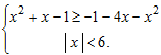 x² + x − 1 ≥ −1 − 4x − x²
|x| < 6.